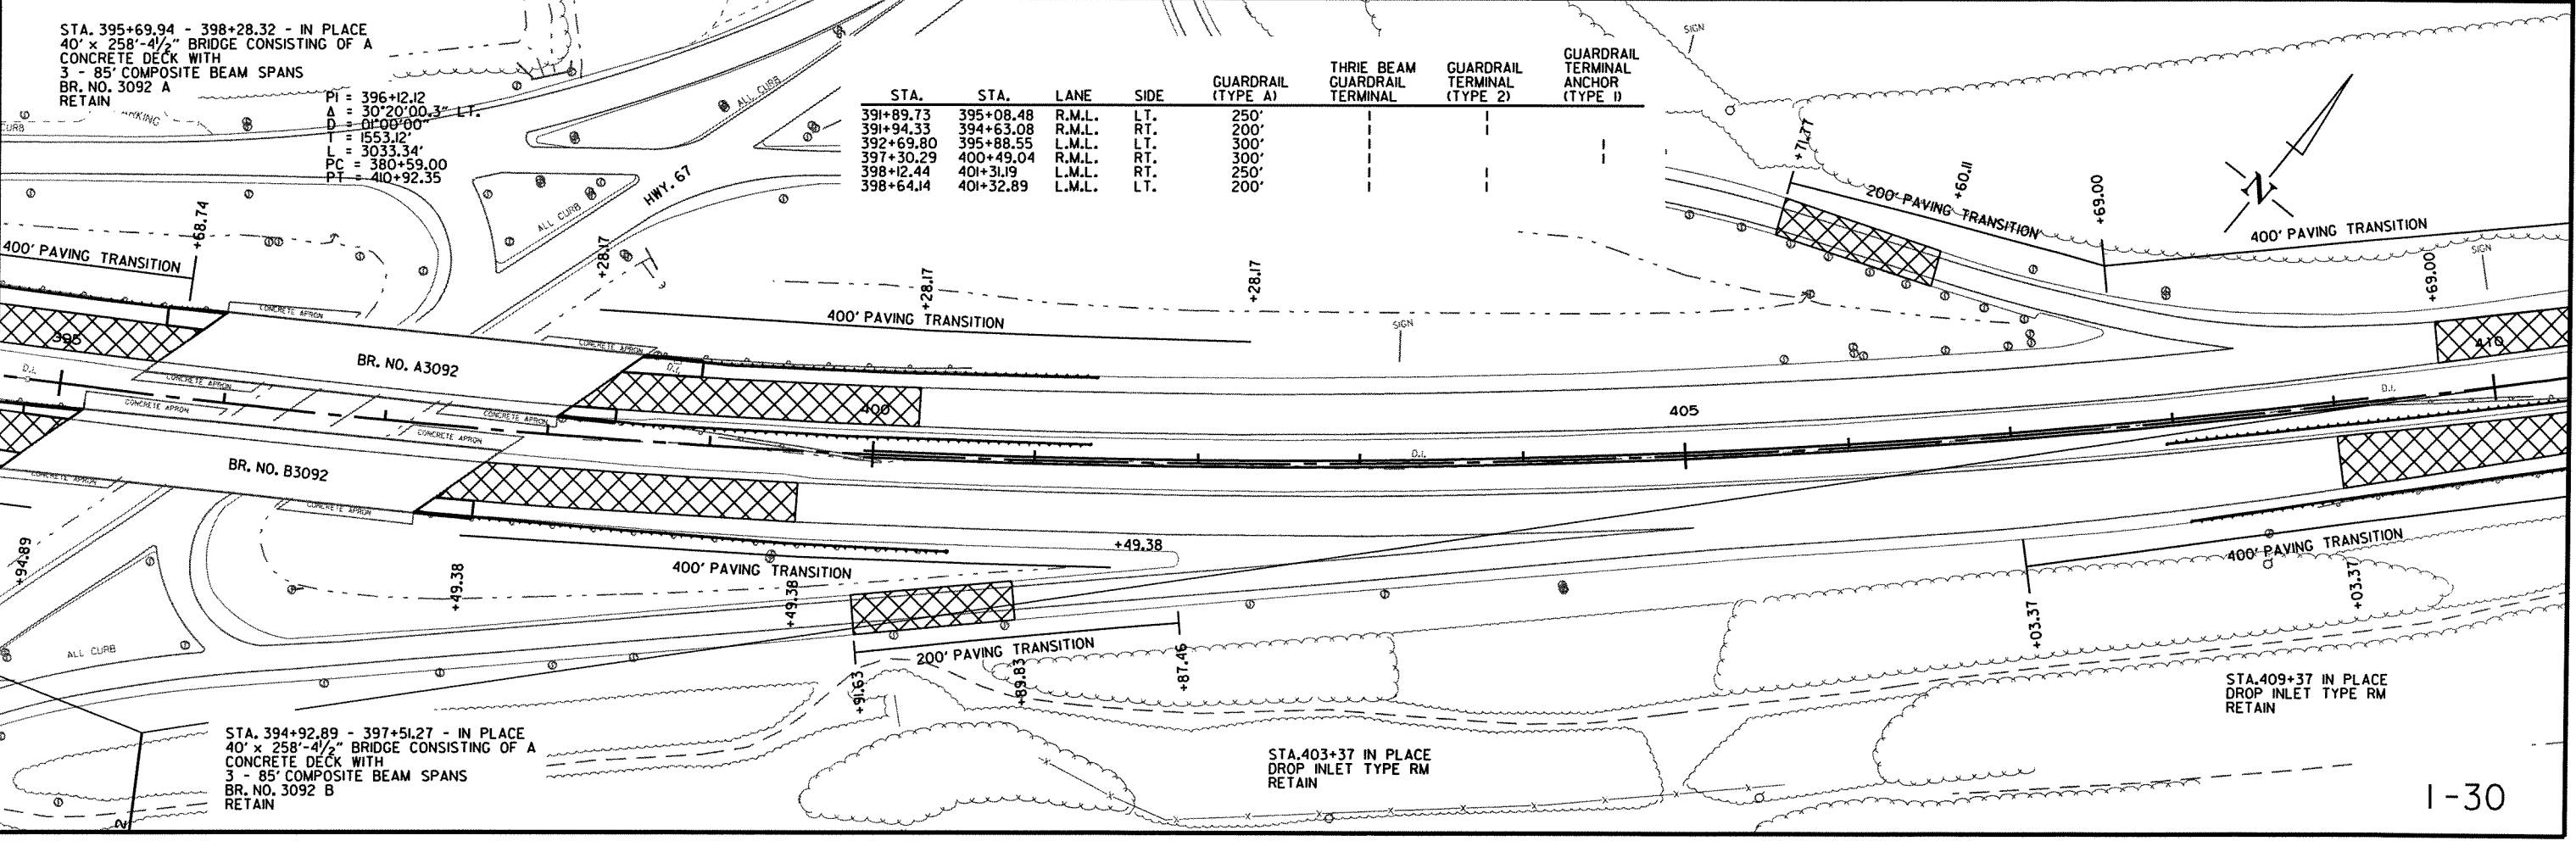 STA. 395+69.94 - 398+28.32 - IN PLACE
40' x 258'-4 1/2" BRIDGE CONSISTING OF A
CONCRETE DECK WITH
3 - 85' COMPOSITE BEAM SPANS
BR. NO. 3092 A
RETAIN
PI = 396+12.12
Δ = 30°20'00.3" LT.
D = 01°00'00"
T = 1553.12'
L = 3033.34'
PC = 380+59.00
PT = 410+92.35
CURB
ALL CURB
ALL CURB
HWY. 67
STA. STA. LANE SIDE GUARDRAIL (TYPE A) THRIE BEAM GUARDRAIL TERMINAL GUARDRAIL TERMINAL (TYPE 2) GUARDRAIL TERMINAL ANCHOR (TYPE 1)
391+89.73 395+08.48 R.M.L. LT. 250' 1 1
391+94.33 394+63.08 R.M.L. RT. 200' 1 1
392+69.80 395+88.55 L.M.L. LT. 300' 1 1
397+30.29 400+49.04 R.M.L. RT. 300' 1 1
398+12.44 401+31.19 L.M.L. RT. 250' 1 1
398+64.14 401+32.89 L.M.L. LT. 200' 1 1
SIGN
+71.77
200' PAVING TRANSITION
+60.11
+69.00
N
400' PAVING TRANSITION
SIGN
+69.00
+68.74
400' PAVING TRANSITION
+28.17
+28.17
+28.17
400' PAVING TRANSITION
SIGN
CONCRETE APRON
CONCRETE APRON
395
BR. NO. A3092
D.I.
D.I.
CONCRETE APRON
CONCRETE APRON
CONCRETE APRON
CONCRETE APRON
400
405
410
D.I.
D.I.
BR. NO. B3092
CONCRETE APRON
CONCRETE APRON
+94.89
+49.38
+49.38
+49.38
400' PAVING TRANSITION
400' PAVING TRANSITION
+03.37
+03.37
ALL CURB
200' PAVING TRANSITION
+91.63
+89.83
+87.46
STA.409+37 IN PLACE
DROP INLET TYPE RM
RETAIN
STA. 394+92.89 - 397+51.27 - IN PLACE
40' x 258'-4 1/2" BRIDGE CONSISTING OF A
CONCRETE DECK WITH
3 - 85' COMPOSITE BEAM SPANS
BR. NO. 3092 B
RETAIN
STA.403+37 IN PLACE
DROP INLET TYPE RM
RETAIN
I-30